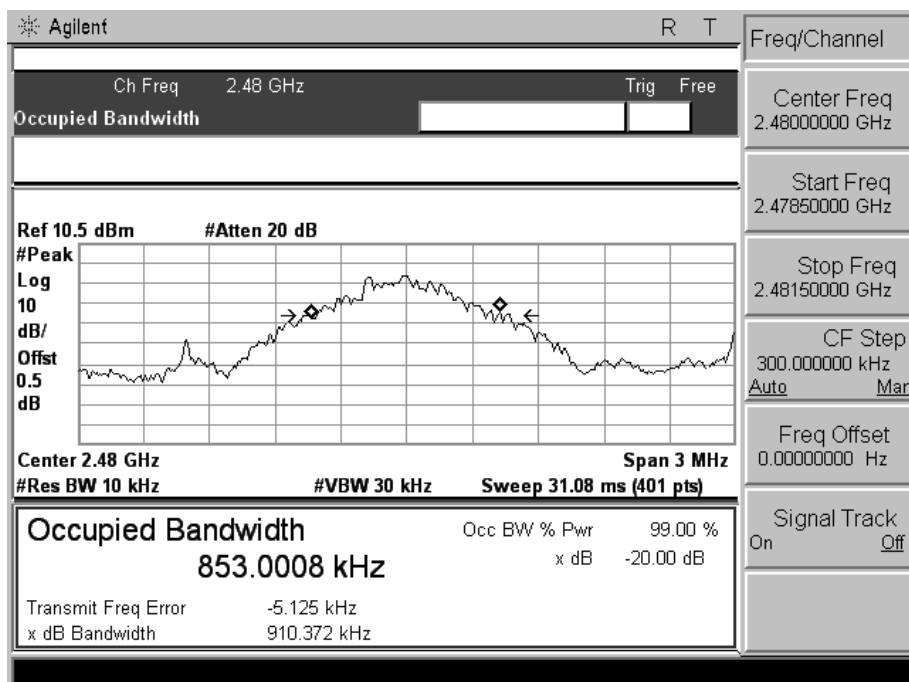 Agilent R T
Ch Freq 2.48 GHz Trig Free
Occupied Bandwidth
Ref 10.5 dBm #Atten 20 dB
#Peak
Log
10
dB/
Offst
0.5
dB
Center 2.48 GHz Span 3 MHz
#Res BW 10 kHz #VBW 30 kHz Sweep 31.08 ms (401 pts)
Occupied Bandwidth
853.0008 kHz
Occ BW % Pwr 99.00 %
x dB -20.00 dB
Transmit Freq Error -5.125 kHz
x dB Bandwidth 910.372 kHz
Freq/Channel
Center Freq
2.48000000 GHz
Start Freq
2.47850000 GHz
Stop Freq
2.48150000 GHz
CF Step
300.000000 kHz
Auto Mar
Freq Offset
0.00000000 Hz
Signal Track
On Off